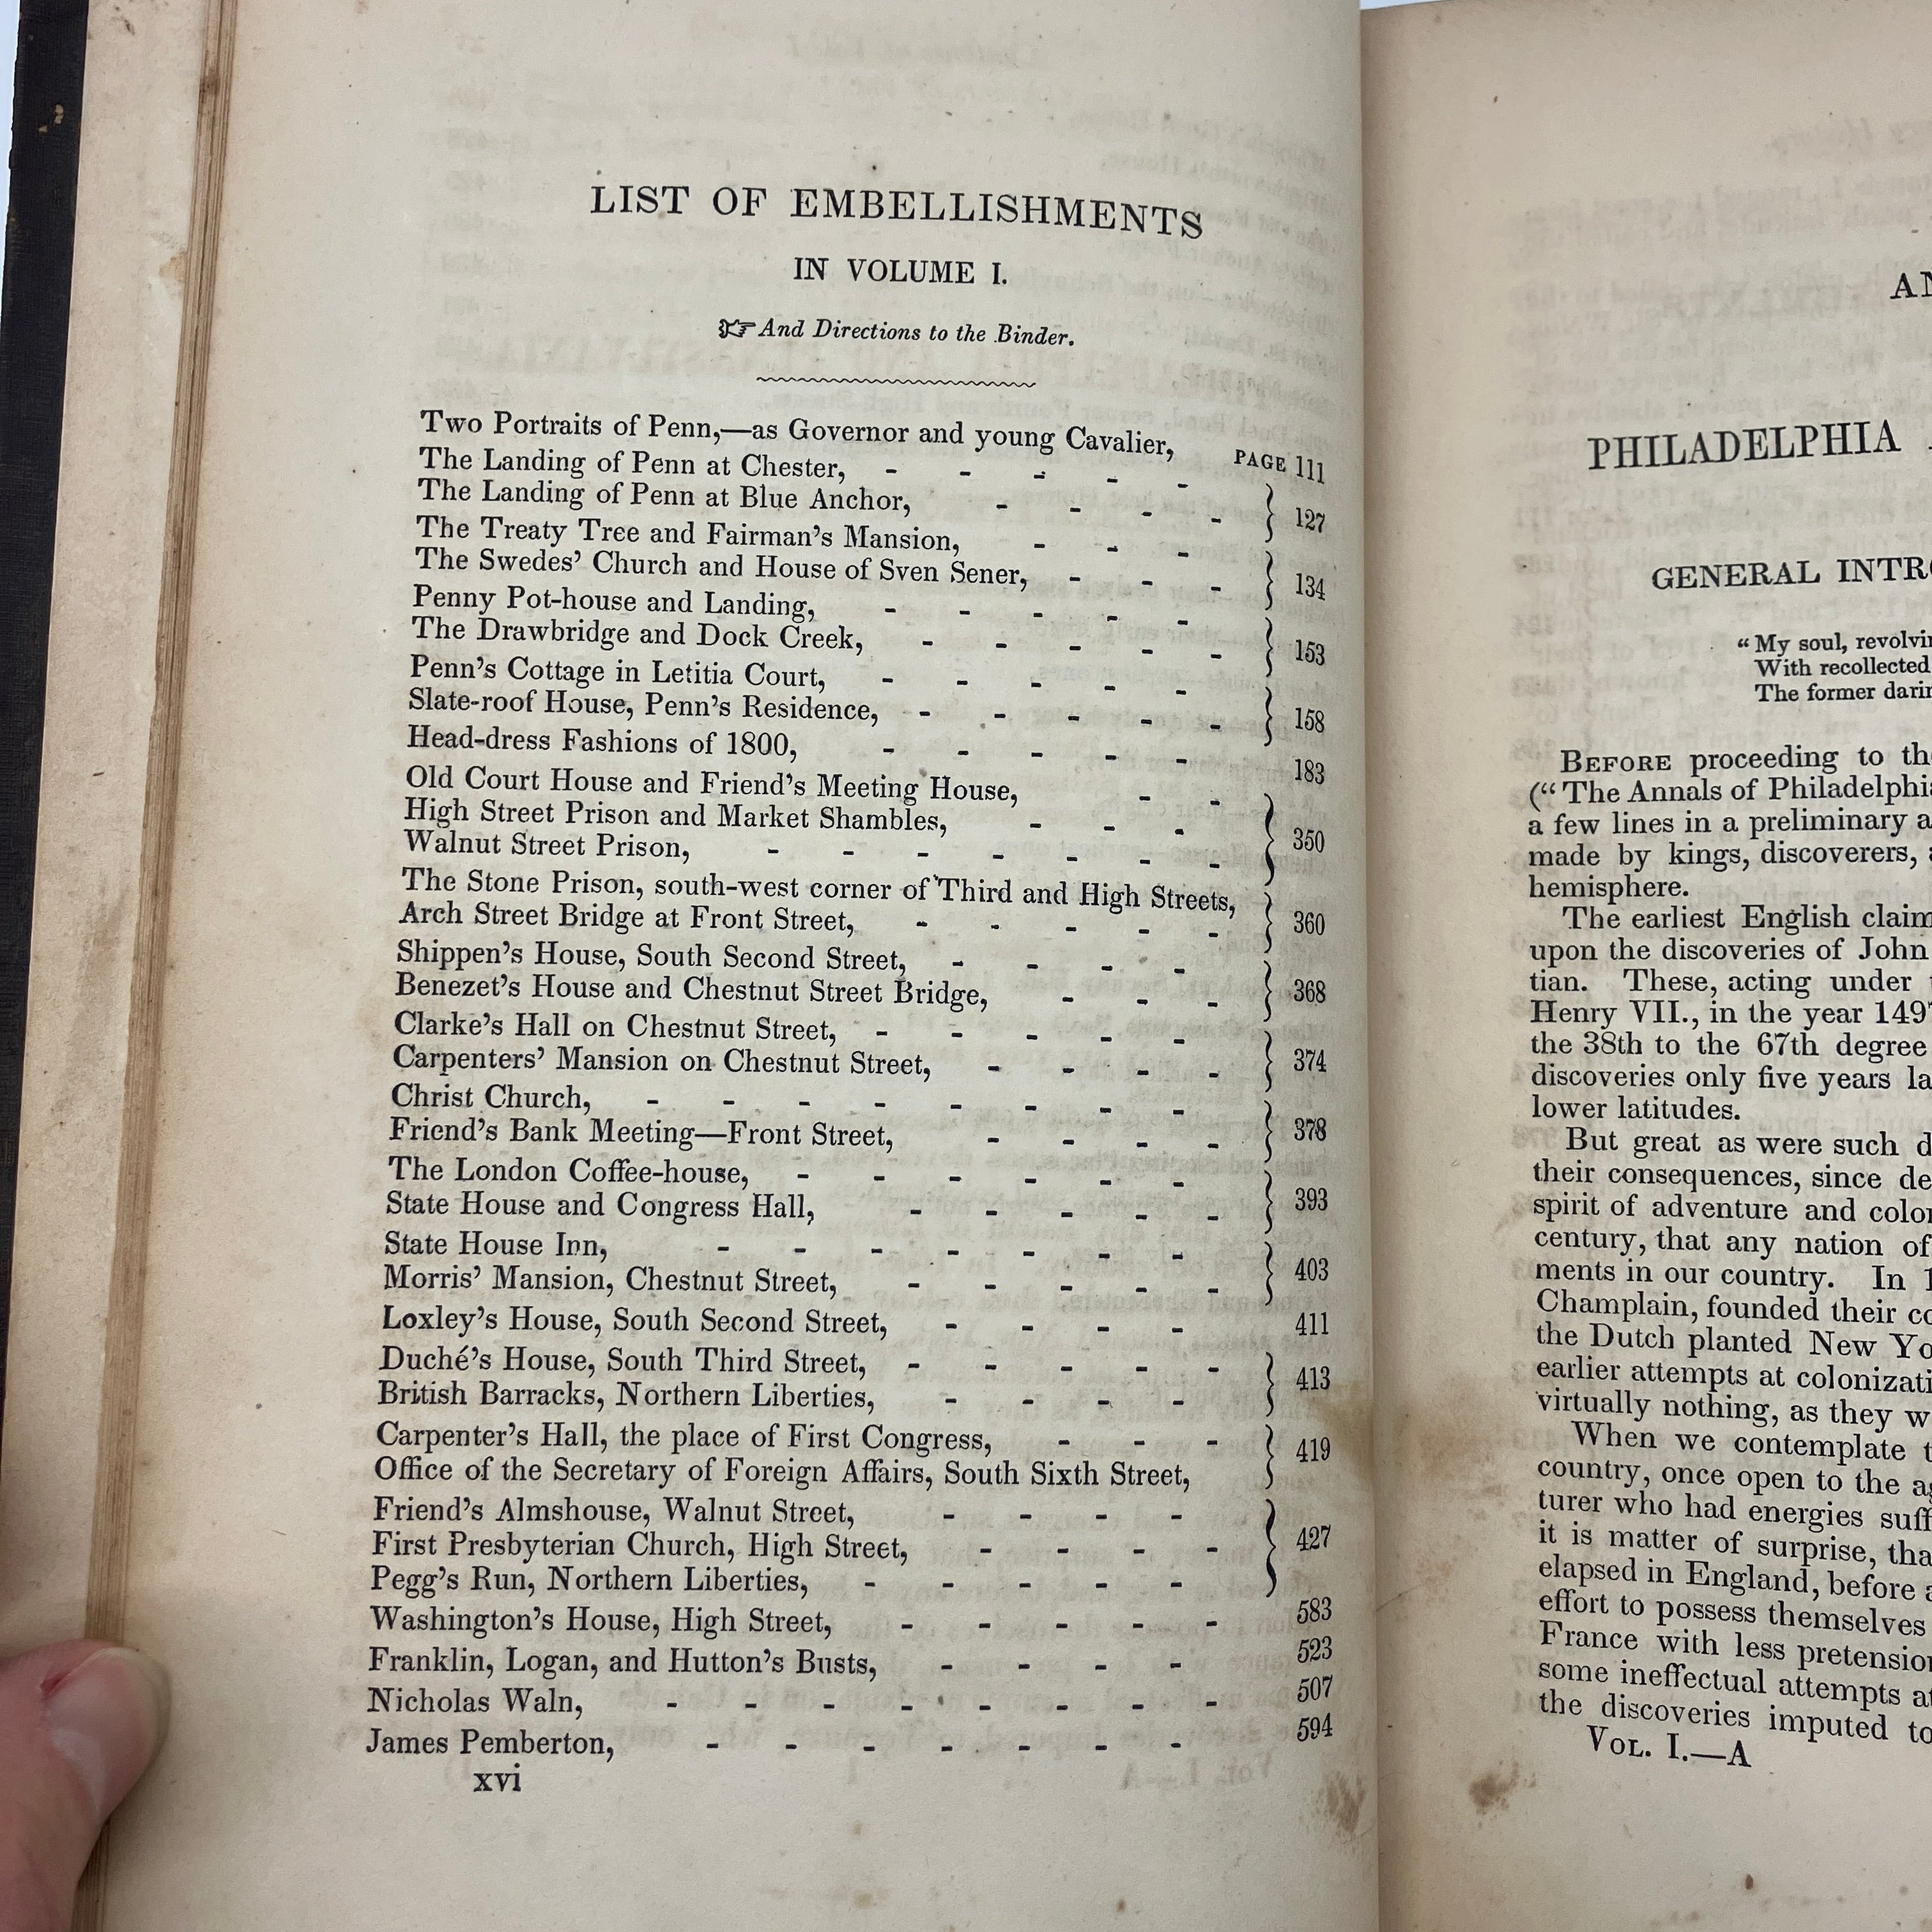 LIST OF EMBELLISHMENTS
IN VOLUME I.
☞ And Directions to the Binder.
Two Portraits of Penn,—as Governor and young Cavalier, PAGE 111
The Landing of Penn at Chester, - - - - -
The Landing of Penn at Blue Anchor, - - - - } 127
The Treaty Tree and Fairman's Mansion, - - -
The Swedes' Church and House of Sven Sener, - - - } 134
Penny Pot-house and Landing, - - - - -
The Drawbridge and Dock Creek, - - - - - } 153
Penn's Cottage in Letitia Court, - - - - -
Slate-roof House, Penn's Residence, - - - - - } 158
Head-dress Fashions of 1800, - - - - - 183
Old Court House and Friend's Meeting House, - -
High Street Prison and Market Shambles, - - - } 350
Walnut Street Prison, - - - - - - -
The Stone Prison, south-west corner of Third and High Streets,
Arch Street Bridge at Front Street, - - - - - } 360
Shippen's House, South Second Street, - - - -
Benezet's House and Chestnut Street Bridge, - - - } 368
Clarke's Hall on Chestnut Street, - - - - -
Carpenters' Mansion on Chestnut Street, - - - - } 374
Christ Church, - - - - - - - -
Friend's Bank Meeting—Front Street, - - - - } 378
The London Coffee-house, - - - - - -
State House and Congress Hall, - - - - - } 393
State House Inn, - - - - - - -
Morris' Mansion, Chestnut Street, - - - - - } 403
Loxley's House, South Second Street, - - - - 411
Duché's House, South Third Street, - - - - -
British Barracks, Northern Liberties, - - - - } 413
Carpenter's Hall, the place of First Congress, - - -
Office of the Secretary of Foreign Affairs, South Sixth Street, } 419
Friend's Almshouse, Walnut Street, - - - -
First Presbyterian Church, High Street, - - - - } 427
Pegg's Run, Northern Liberties, - - - - -
Washington's House, High Street, - - - - - 583
Franklin, Logan, and Hutton's Busts, - - - - 523
Nicholas Waln, - - - - - - - - 507
James Pemberton, - - - - - - - 594
xvi
PHILADELPHIA
GENERAL
"My soul,
With recollected
The former
BEFORE proceeding to
("The Annals of
a few lines in a preliminary
made by kings, discoverers,
hemisphere.
The earliest English
upon the discoveries of John
tian. These, acting under
Henry VII., in the year
the 38th to the 67th degree
discoveries only five years
lower latitudes.
But great as were such
their consequences, since
spirit of adventure and
century, that any nation of
ments in our country. In
Champlain, founded their
the Dutch planted New
earlier attempts at
virtually nothing, as they
When we contemplate
country, once open to the
turer who had energies
it is matter of surprise,
elapsed in England, before
effort to possess themselves
France with less
some ineffectual attempts
the discoveries imputed to
VOL. I.—A